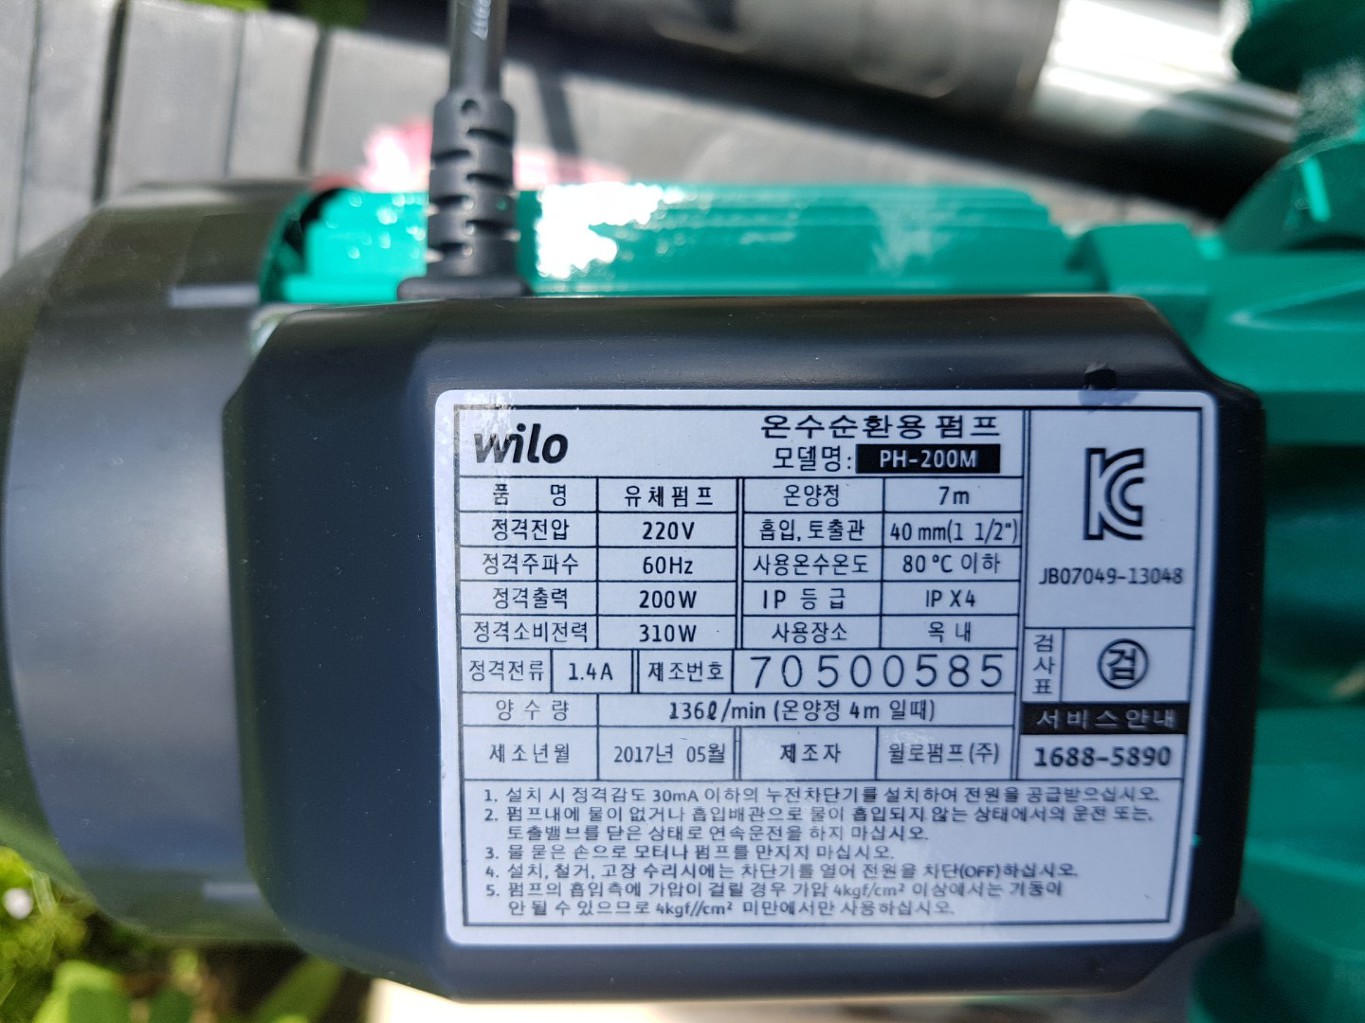 wilo
온수순환용 펌프
모델명: PH-200M
품 명 유체펌프 온양정 7m
정격전압 220V 흡입, 토출관 40 mm(1 1/2")
정격주파수 60Hz 사용온수온도 80 ℃ 이하
정격출력 200W IP 등 급 IP X4
정격소비전력 310W 사용장소 옥 내
정격전류 1.4A 제조번호 70500585
양 수 량 136ℓ/min (온양정 4m 일때)
제조년월 2017년 05월 제조자 윌로펌프(주)
KC
JB07049-13048
검사표 검
서비스안내
1688-5890
1. 설치 시 정격감도 30mA 이하의 누전차단기를 설치하여 전원을 공급받으십시오.
2. 펌프내에 물이 없거나 흡입배관으로 물이 흡입되지 않는 상태에서의 운전 또는,
토출밸브를 닫은 상태로 연속운전을 하지 마십시오.
3. 물 묻은 손으로 모터나 펌프를 만지지 마십시오.
4. 설치, 철거, 고장 수리시에는 차단기를 열어 전원을 차단(OFF)하십시오.
5. 펌프의 흡입측에 가압이 걸릴 경우 가압 4kgf/cm² 이상에서는 기동이
안 될 수 있으므로 4kgf//cm² 미만에서만 사용하십시오.